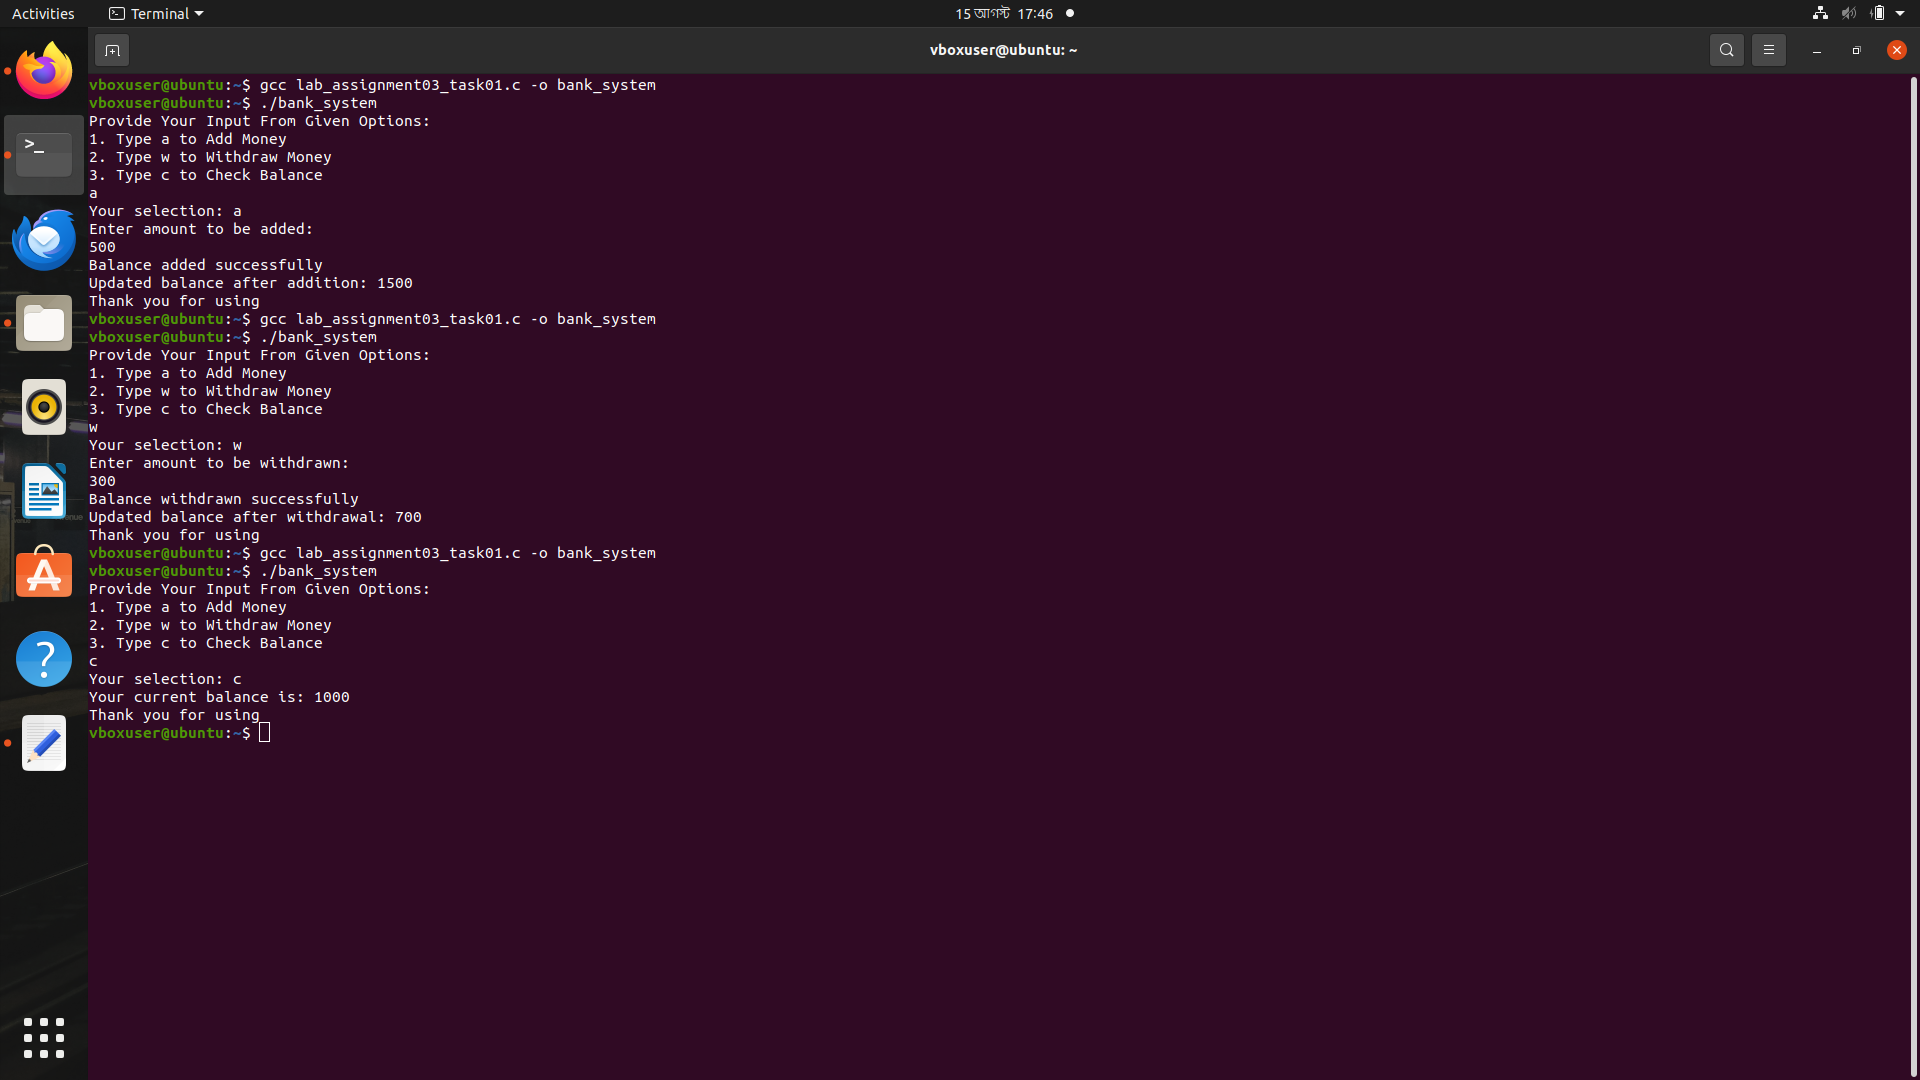 Activities
Terminal
15 আগস্ট 17:46
vboxuser@ubuntu: ~
vboxuser@ubuntu:~$ gcc lab_assignment03_task01.c -o bank_system
vboxuser@ubuntu:~$ ./bank_system
Provide Your Input From Given Options:
1. Type a to Add Money
2. Type w to Withdraw Money
3. Type c to Check Balance
a
Your selection: a
Enter amount to be added:
500
Balance added successfully
Updated balance after addition: 1500
Thank you for using
vboxuser@ubuntu:~$ gcc lab_assignment03_task01.c -o bank_system
vboxuser@ubuntu:~$ ./bank_system
Provide Your Input From Given Options:
1. Type a to Add Money
2. Type w to Withdraw Money
3. Type c to Check Balance
w
Your selection: w
Enter amount to be withdrawn:
300
Balance withdrawn successfully
Updated balance after withdrawal: 700
Thank you for using
vboxuser@ubuntu:~$ gcc lab_assignment03_task01.c -o bank_system
vboxuser@ubuntu:~$ ./bank_system
Provide Your Input From Given Options:
1. Type a to Add Money
2. Type w to Withdraw Money
3. Type c to Check Balance
c
Your selection: c
Your current balance is: 1000
Thank you for using
vboxuser@ubuntu:~$